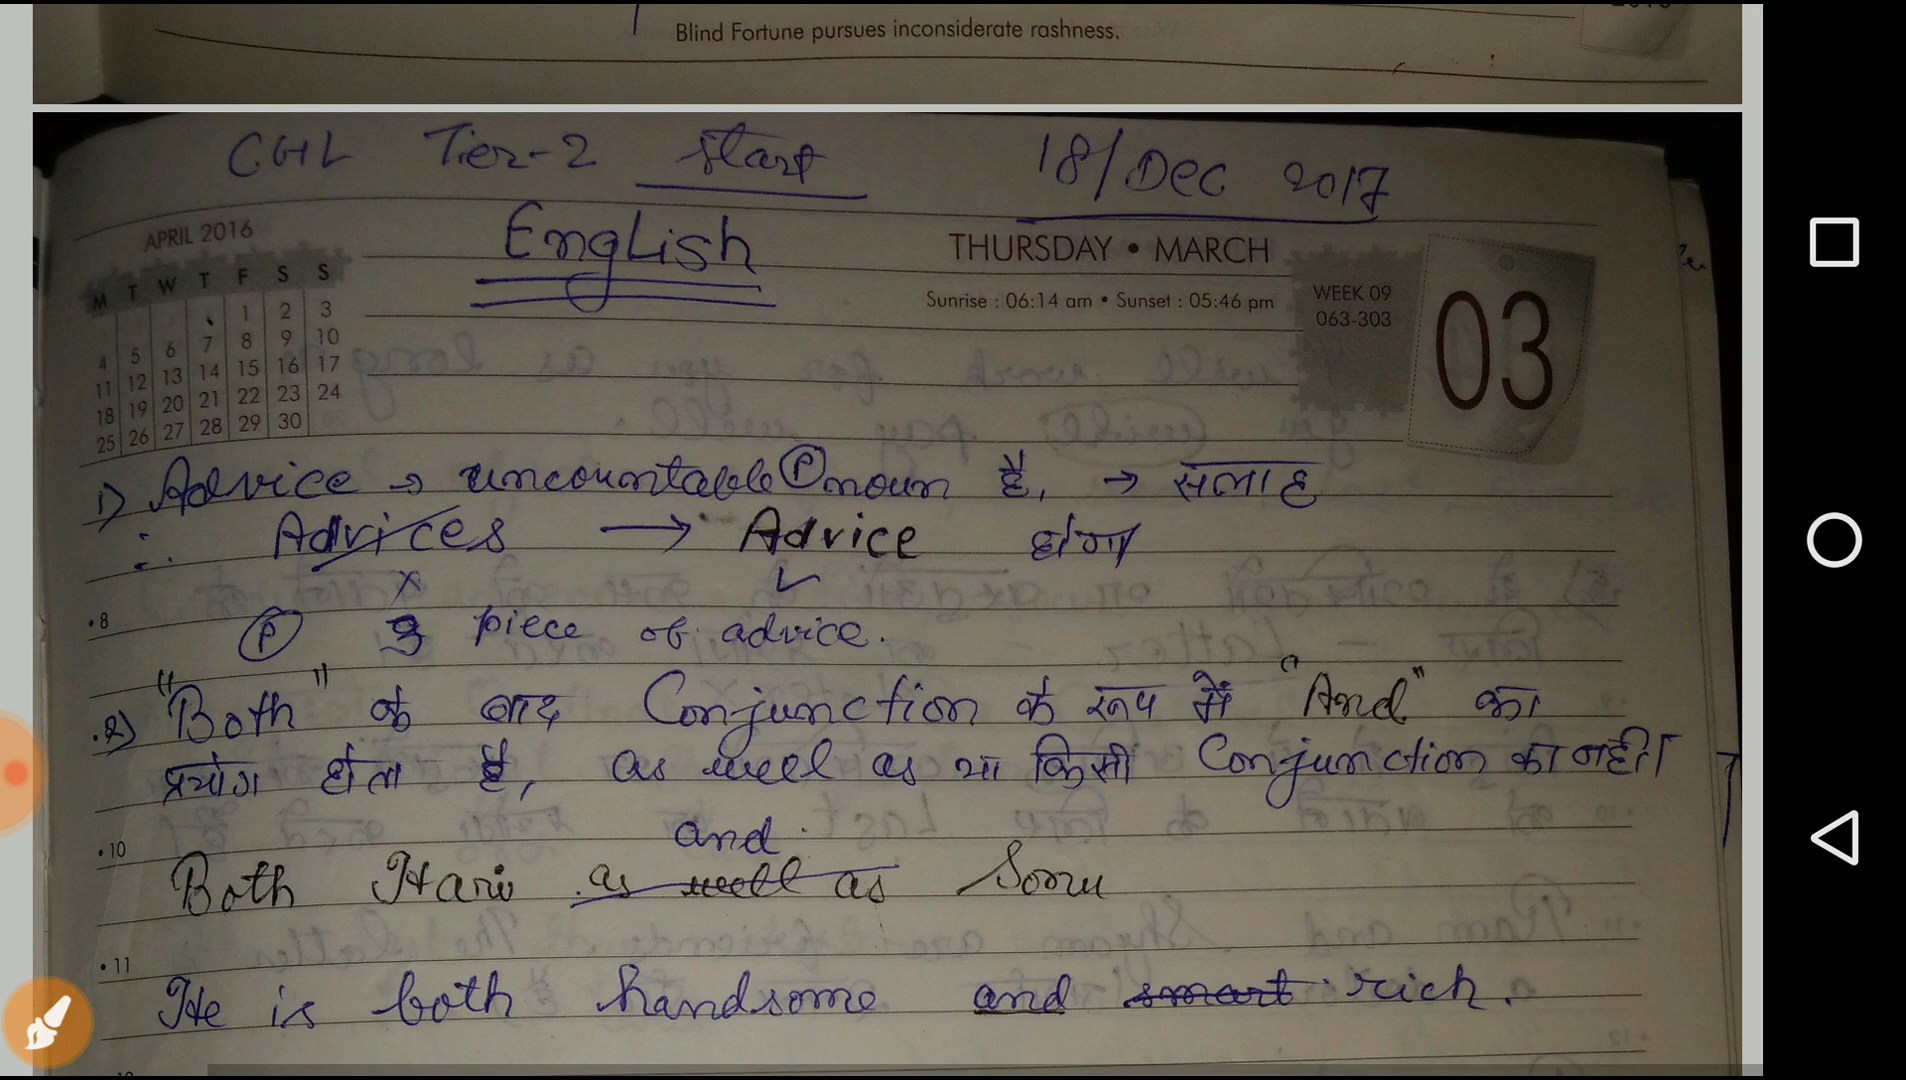 Blind Fortune pursues inconsiderate rashness.
CGL Tier-2 start 18/Dec 2017
English
APRIL 2016
M T W T F S S
1 2 3
4 5 6 7 8 9 10
11 12 13 14 15 16 17
18 19 20 21 22 23 24
25 26 27 28 29 30
THURSDAY • MARCH
Sunrise : 06:14 am • Sunset : 05:46 pm
WEEK 09
063-303
03
1) Advice → uncountable Ⓟ noun है, → सलाह
∴ Advices → Advice होगा
x ✓
•8
Ⓟ 3 piece of advice.
2) "Both" के बाद Conjunction के रूप में "And" का
प्रयोग होता है, as well as या किसी Conjunction का नहीं।
•10
and
Both Hari as well as Sonu
•11
He is both handsome and smart rich.